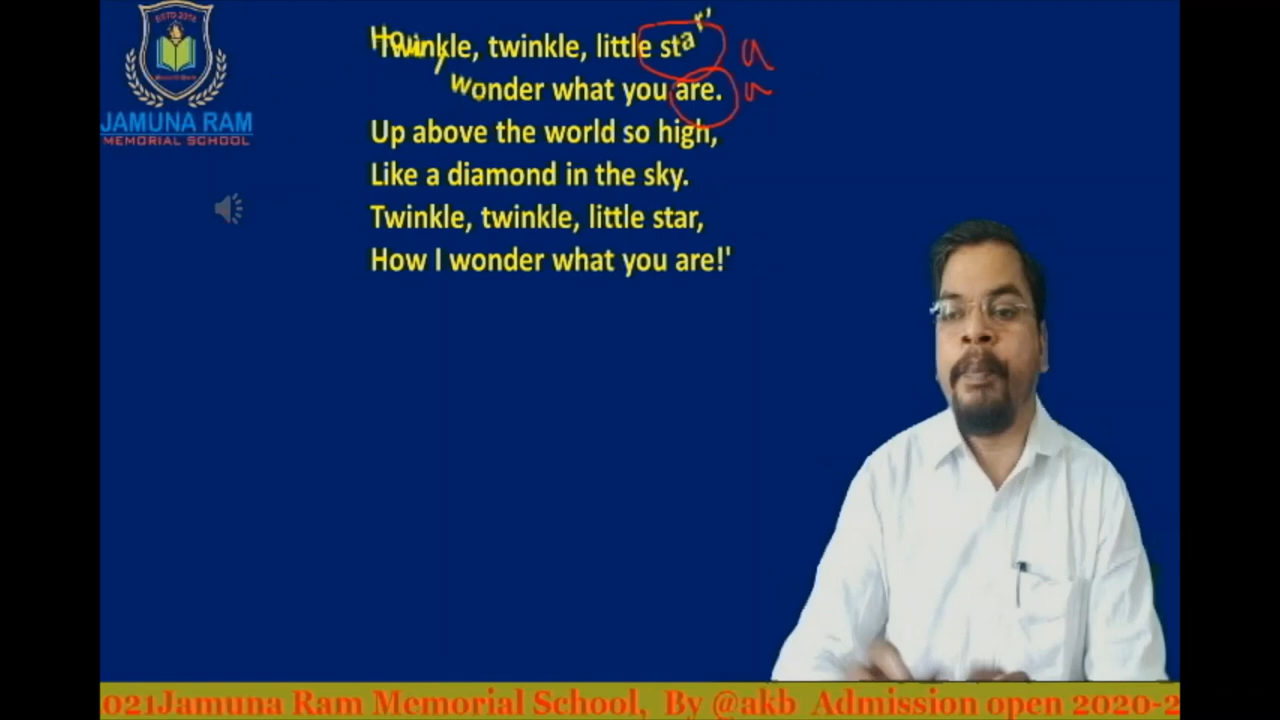 ESTD-2016
JAMUNA RAM
MEMORIAL SCHOOL
Twinkle, twinkle, little star'
a
How I wonder what you are.
a
Up above the world so high,
Like a diamond in the sky.
Twinkle, twinkle, little star,
How I wonder what you are!'
021Jamuna Ram Memorial School, By @akb Admission open 2020-2